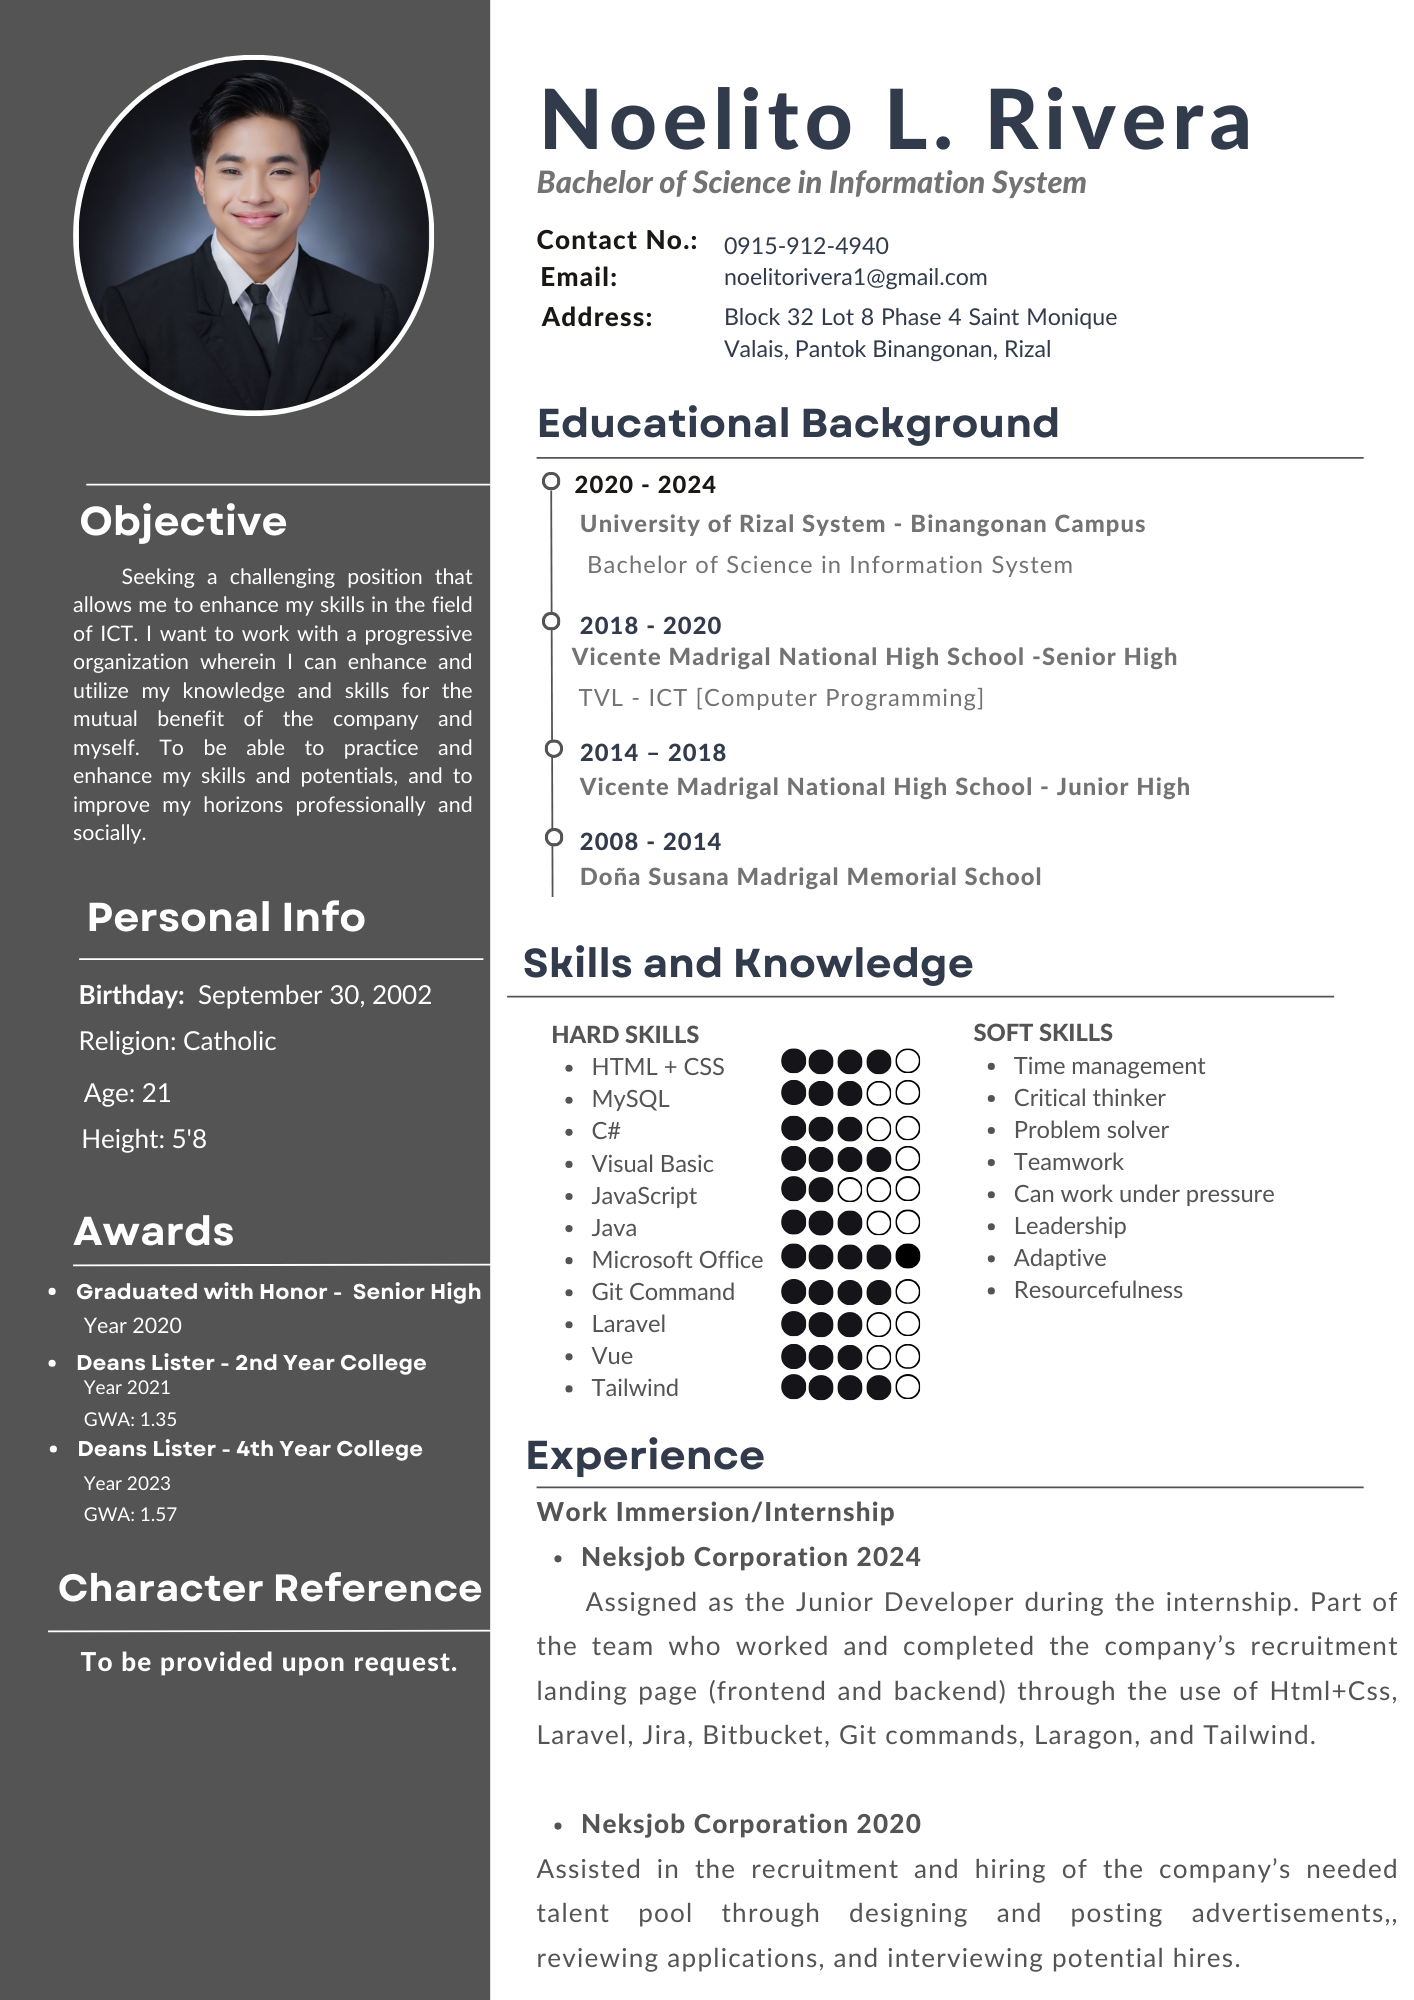 Noelito L. Rivera
Bachelor of Science in Information System
Contact No.: 0915-912-4940
Email: noelitorivera1@gmail.com
Address: Block 32 Lot 8 Phase 4 Saint Monique
Valais, Pantok Binangonan, Rizal
Objective
Seeking a challenging position that
allows me to enhance my skills in the field
of ICT. I want to work with a progressive
organization wherein I can enhance and
utilize my knowledge and skills for the
mutual benefit of the company and
myself. To be able to practice and
enhance my skills and potentials, and to
improve my horizons professionally and
socially.
Personal Info
Birthday: September 30, 2002
Religion: Catholic
Age: 21
Height: 5'8
Awards
• Graduated with Honor - Senior High
Year 2020
• Deans Lister - 2nd Year College
Year 2021
GWA: 1.35
• Deans Lister - 4th Year College
Year 2023
GWA: 1.57
Character Reference
To be provided upon request.
Educational Background
2020 - 2024
University of Rizal System - Binangonan Campus
Bachelor of Science in Information System
2018 - 2020
Vicente Madrigal National High School -Senior High
TVL - ICT [Computer Programming]
2014 – 2018
Vicente Madrigal National High School - Junior High
2008 - 2014
Doña Susana Madrigal Memorial School
Skills and Knowledge
HARD SKILLS
• HTML + CSS
• MySQL
• C#
• Visual Basic
• JavaScript
• Java
• Microsoft Office
• Git Command
• Laravel
• Vue
• Tailwind
SOFT SKILLS
• Time management
• Critical thinker
• Problem solver
• Teamwork
• Can work under pressure
• Leadership
• Adaptive
• Resourcefulness
Experience
Work Immersion/Internship
• Neksjob Corporation 2024
Assigned as the Junior Developer during the internship. Part of
the team who worked and completed the company’s recruitment
landing page (frontend and backend) through the use of Html+Css,
Laravel, Jira, Bitbucket, Git commands, Laragon, and Tailwind.
• Neksjob Corporation 2020
Assisted in the recruitment and hiring of the company’s needed
talent pool through designing and posting advertisements,,
reviewing applications, and interviewing potential hires.